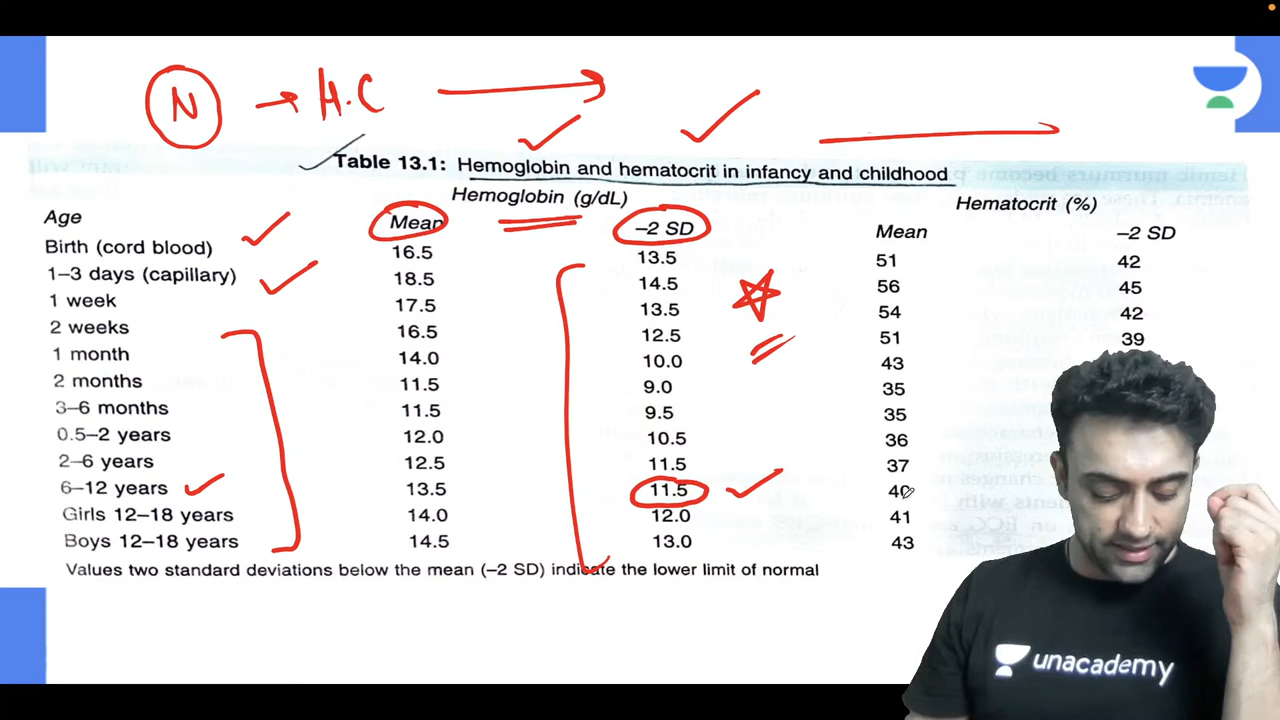 N → H.C
Table 13.1: Hemoglobin and hematocrit in infancy and childhood
Hemoglobin (g/dL) Hematocrit (%)
Age Mean –2 SD Mean –2 SD
Birth (cord blood) 16.5 13.5 51 42
1–3 days (capillary) 18.5 14.5 56 45
1 week 17.5 13.5 54 42
2 weeks 16.5 12.5 51 39
1 month 14.0 10.0 43
2 months 11.5 9.0 35
3–6 months 11.5 9.5 35
0.5–2 years 12.0 10.5 36
2–6 years 12.5 11.5 37
6–12 years 13.5 11.5 40
Girls 12–18 years 14.0 12.0 41
Boys 12–18 years 14.5 13.0 43
Values two standard deviations below the mean (–2 SD) indicate the lower limit of normal
unacademy